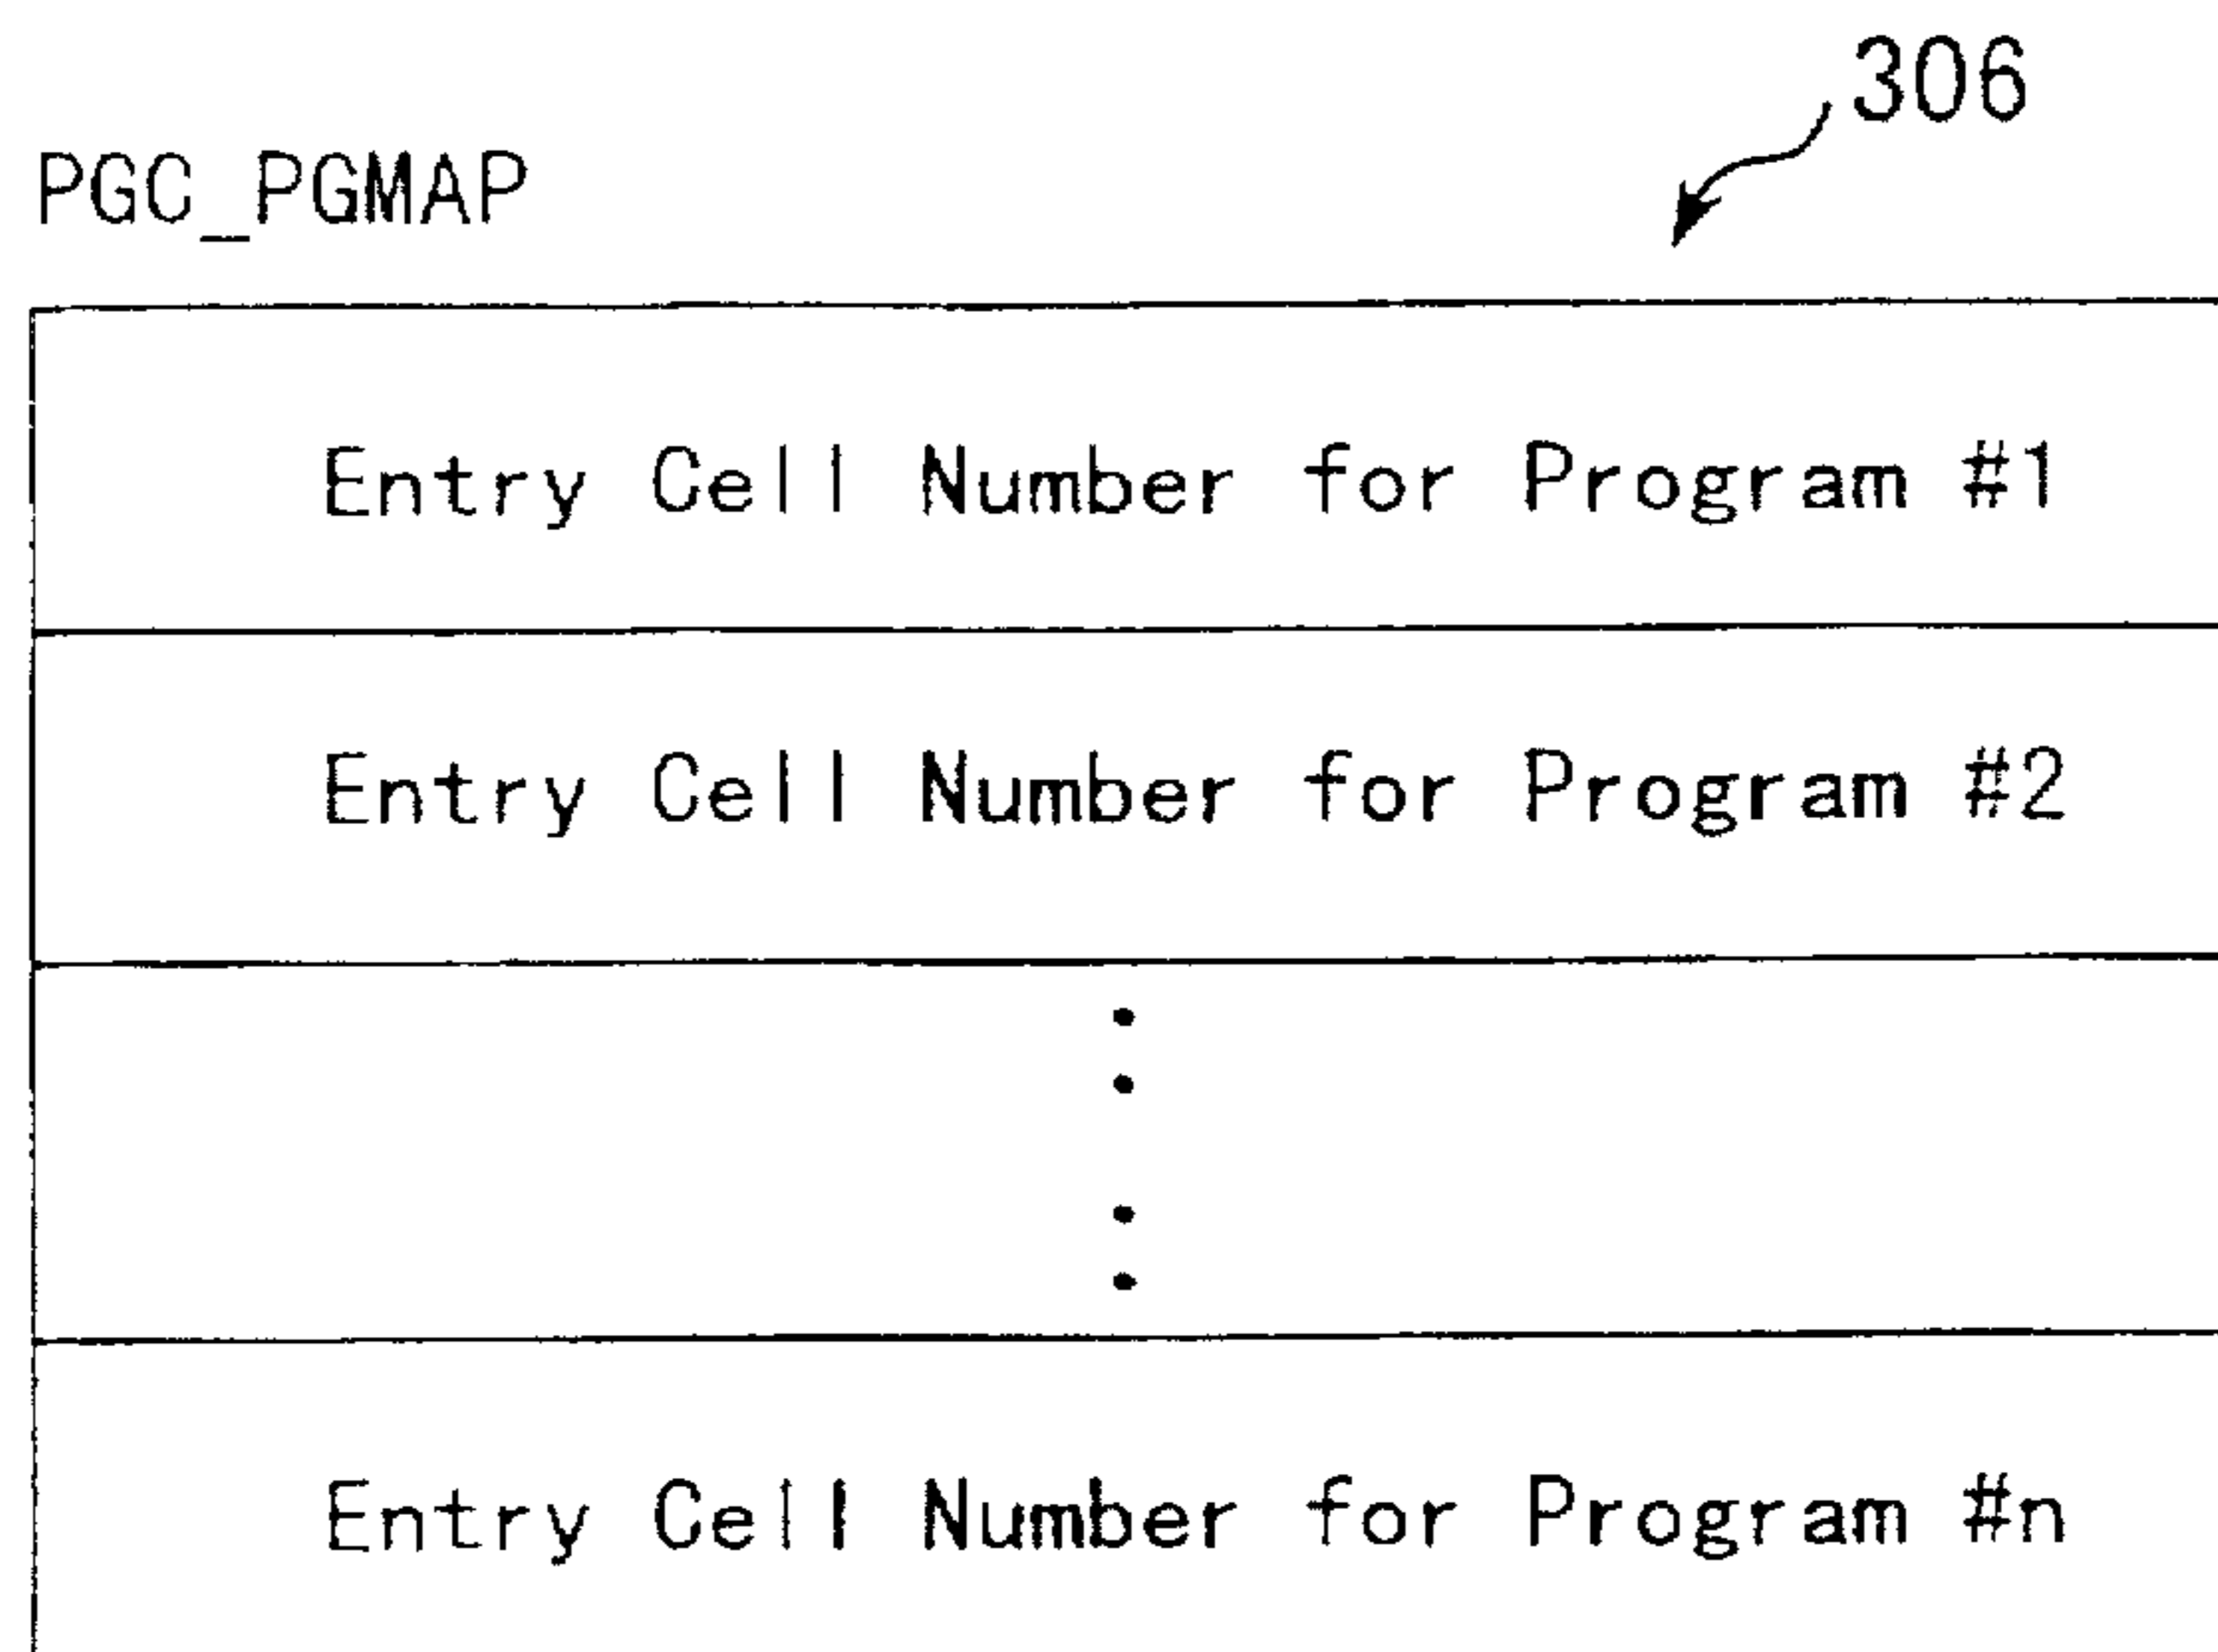 306
PGC_PGMAP
Entry Cell Number for Program #1
Entry Cell Number for Program #2
Entry Cell Number for Program #n